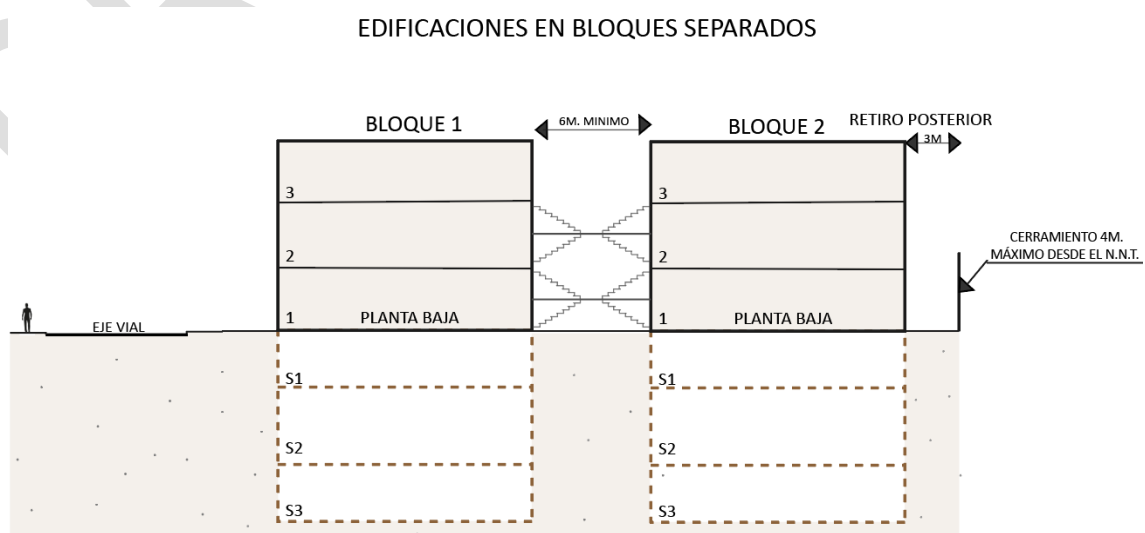 EDIFICACIONES EN BLOQUES SEPARADOS
BLOQUE 1
6M. MINIMO
BLOQUE 2
RETIRO POSTERIOR
3M
3
3
CERRAMIENTO 4M.
MÁXIMO DESDE EL N.N.T.
2
2
EJE VIAL
1
PLANTA BAJA
1
PLANTA BAJA
S1
S1
S2
S2
S3
S3